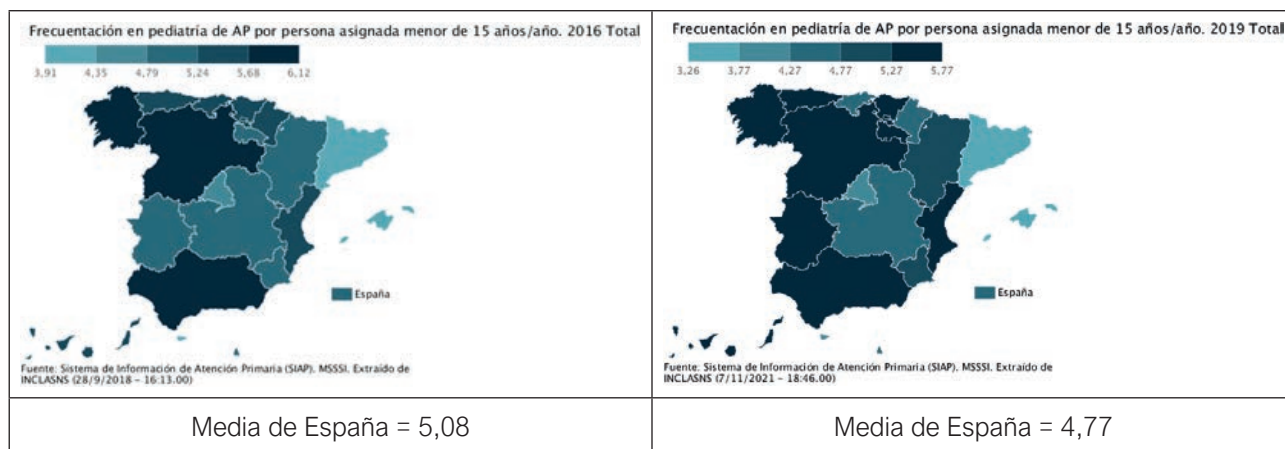 Frecuentación en pediatría de AP por persona asignada menor de 15 años/año. 2016 Total
3,91 4,35 4,79 5,24 5,68 6,12
España
Fuente: Sistema de Información de Atención Primaria (SIAP). MSSSI. Extraído de
INCLASNS (28/9/2018 – 16:13.00)
Media de España = 5,08
Frecuentación en pediatría de AP por persona asignada menor de 15 años/año. 2019 Total
3,26 3,77 4,27 4,77 5,27 5,77
España
Fuente: Sistema de Información de Atención Primaria (SIAP). MSSSI. Extraído de
INCLASNS (7/11/2021 – 18:46.00)
Media de España = 4,77